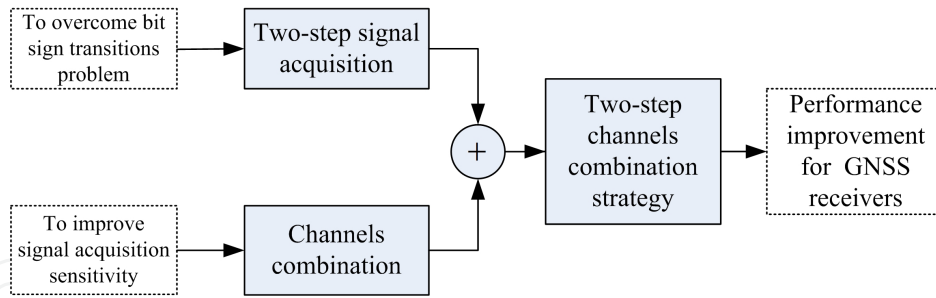 To overcome bit
sign transitions
problem
Two-step signal
acquisition
+
Two-step
channels
combination
strategy
Performance
improvement
for GNSS
receivers
To improve
signal acquisition
sensitivity
Channels
combination